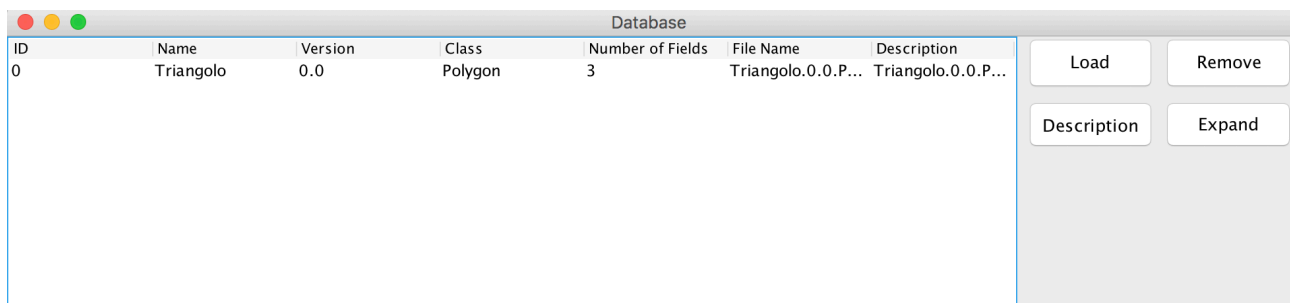 Database
ID Name Version Class Number of Fields File Name Description
0 Triangolo 0.0 Polygon 3 Triangolo.0.0.P... Triangolo.0.0.P...
Load Remove
Description Expand